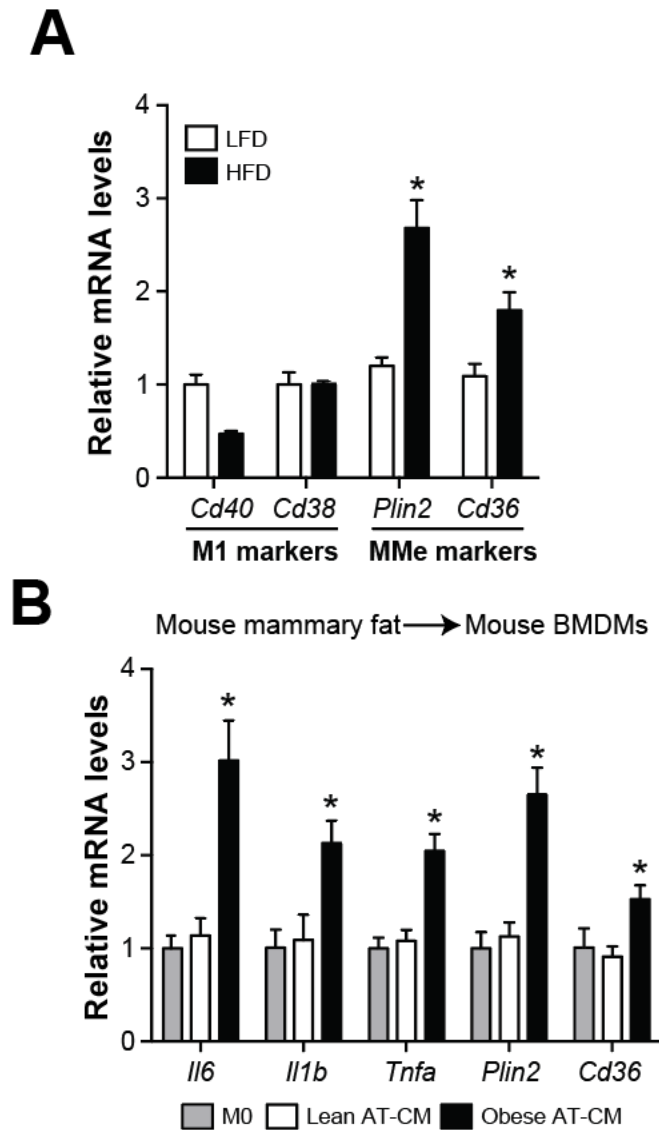 A
Relative mRNA levels
4
3
2
1
0
LFD
HFD
*
*
Cd40 Cd38 Plin2 Cd36
M1 markers MMe markers
B
Mouse mammary fat → Mouse BMDMs
Relative mRNA levels
4
3
2
1
0
*
*
*
*
*
Il6 Il1b Tnfa Plin2 Cd36
M0 Lean AT-CM Obese AT-CM